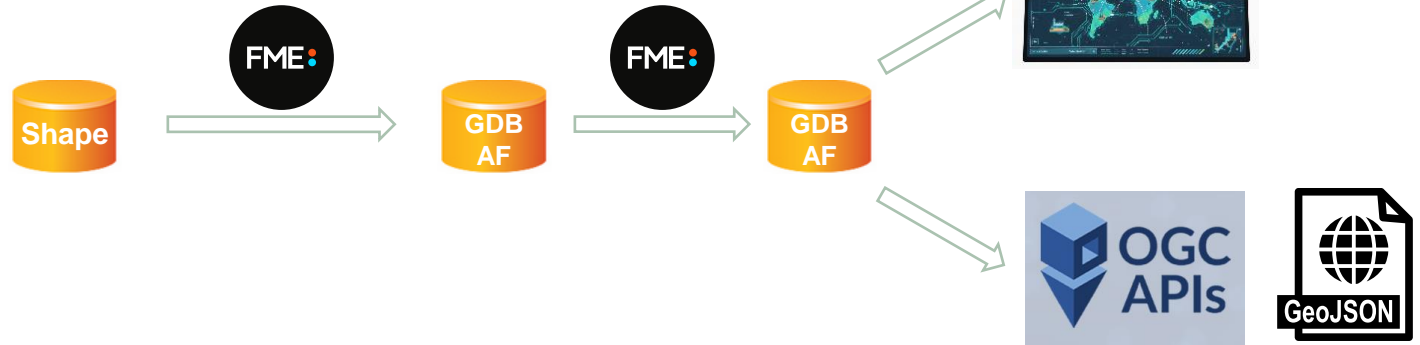 FME:
FME:
Shape
GDB
AF
GDB
AF
OGC
APIs
GeoJSON